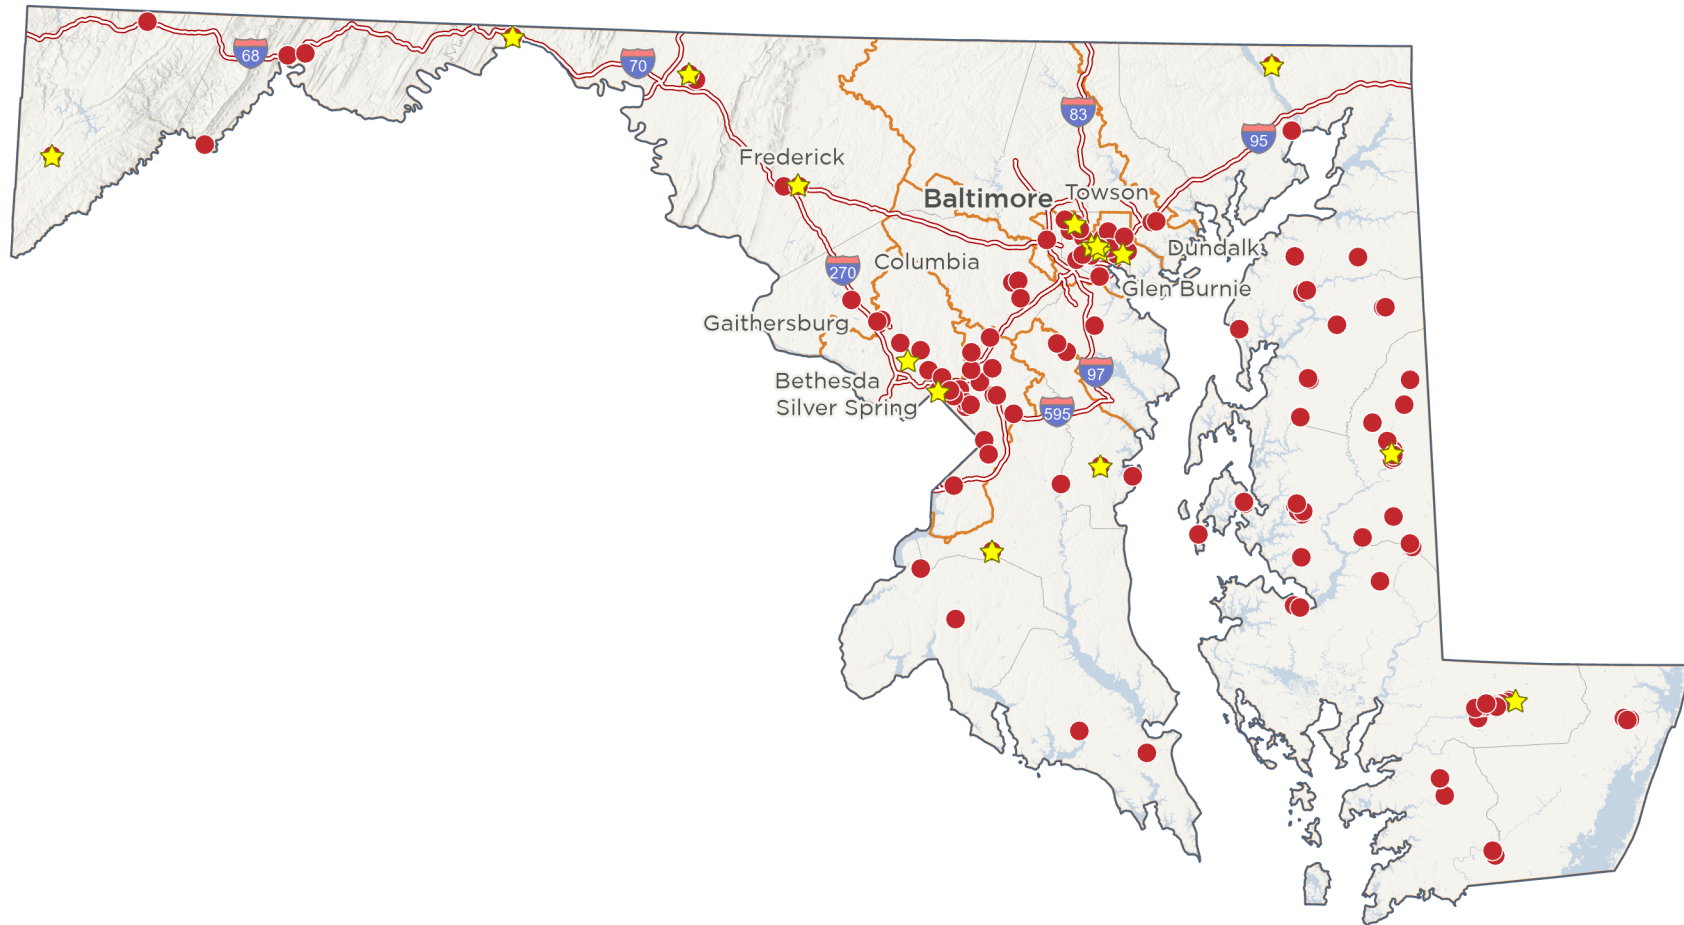 68
70
83
95
Frederick
Baltimore
Towson
Dundalk
Columbia
270
Glen Burnie
Gaithersburg
97
Bethesda
Silver Spring
595